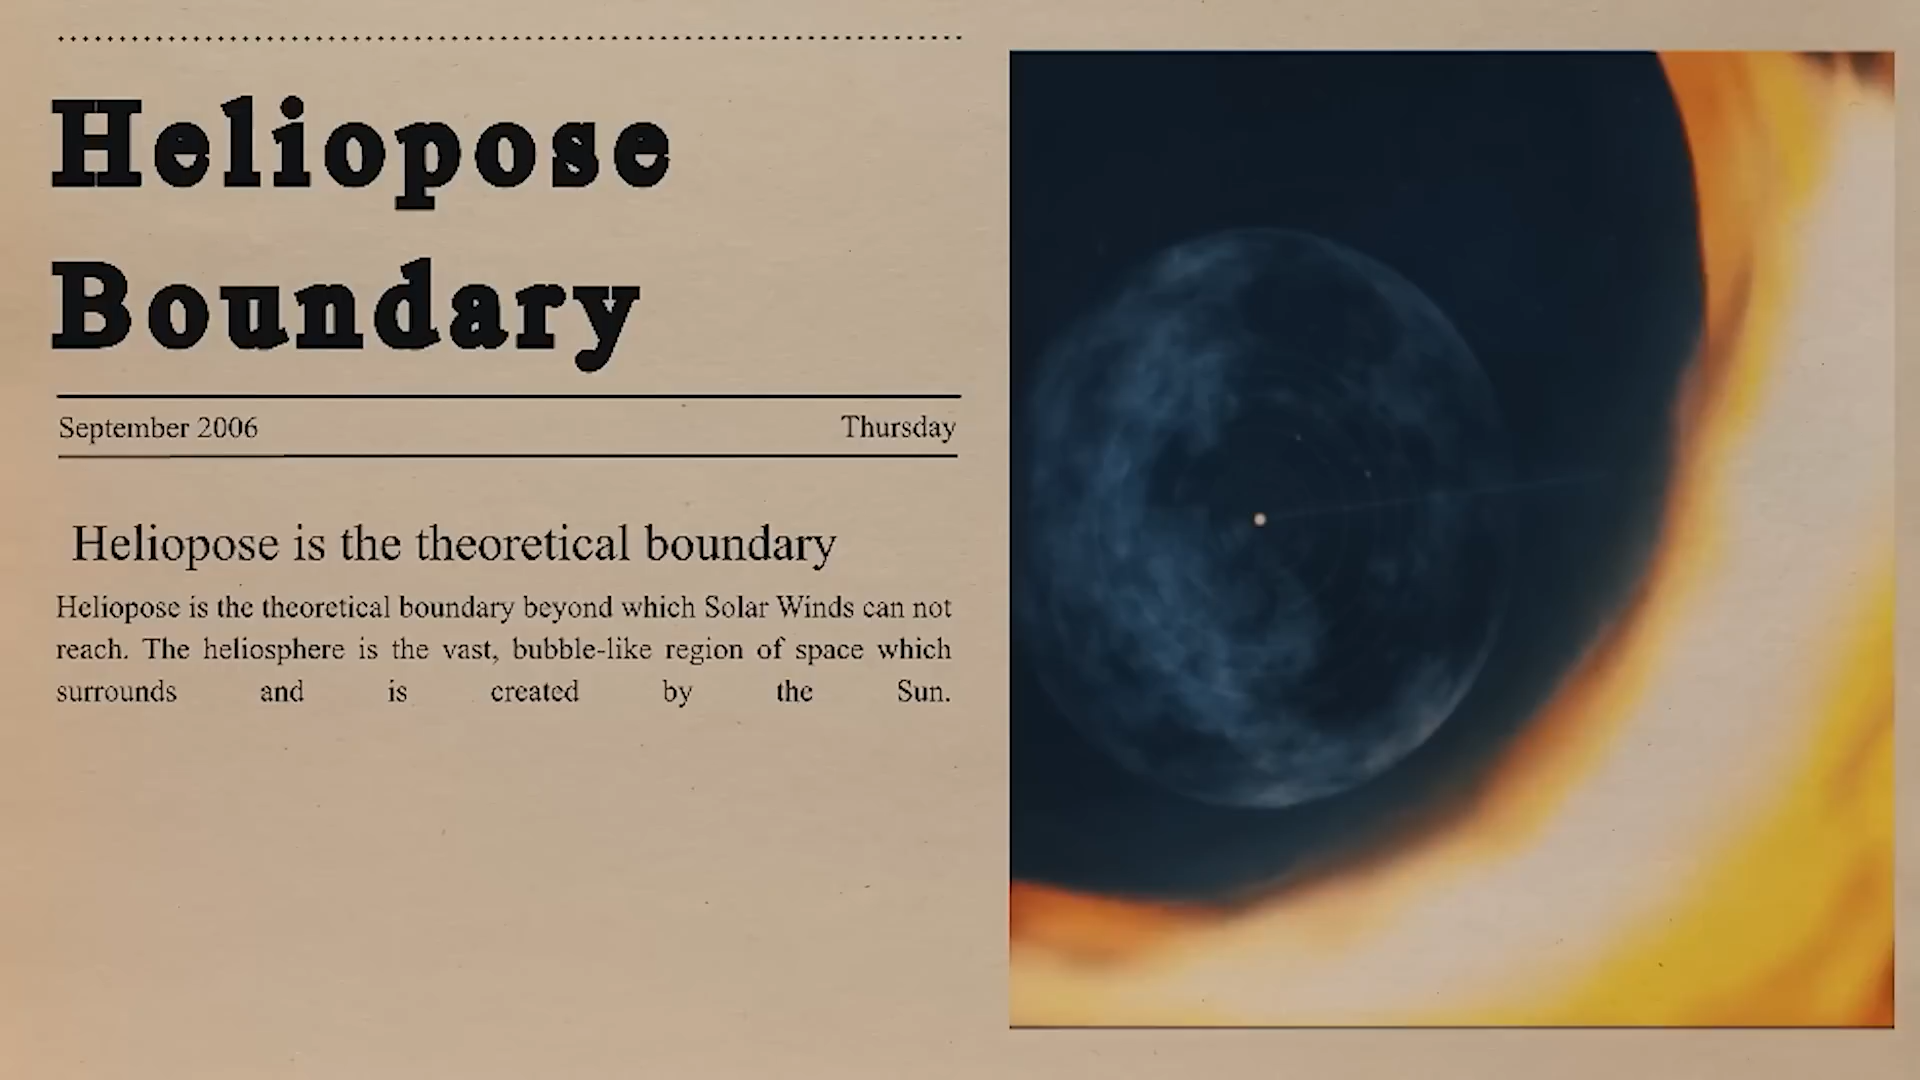 Heliopose
Boundary
September 2006
Thursday
Heliopose is the theoretical boundary
Heliopose is the theoretical boundary beyond which Solar Winds can not
reach. The heliosphere is the vast, bubble-like region of space which
surrounds and is created by the Sun.